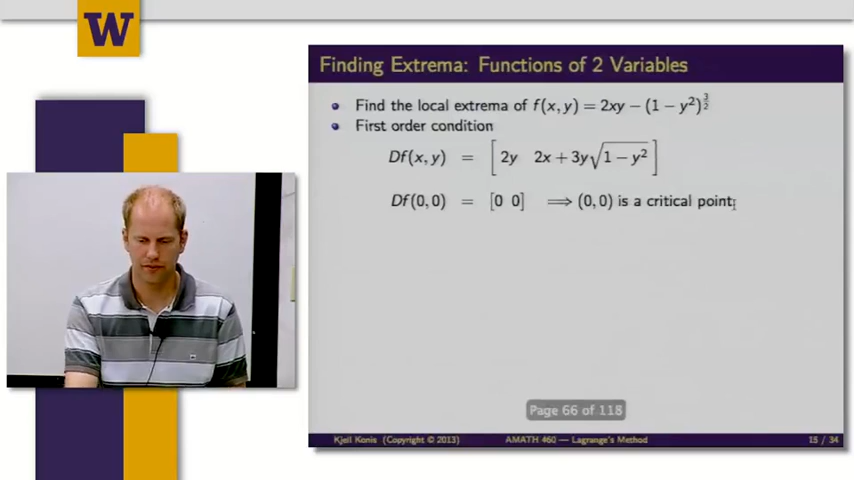 W
Finding Extrema: Functions of 2 Variables
Find the local extrema of f(x, y) = 2xy − (1 − y²)^{3/2}
First order condition
Df(x, y) = [ 2y 2x + 3y√(1 − y²) ]
Df(0, 0) = [0 0] ⟹ (0, 0) is a critical point
Page 66 of 118
Kjell Konis (Copyright © 2013) AMATH 460 — Lagrange's Method 15 / 34